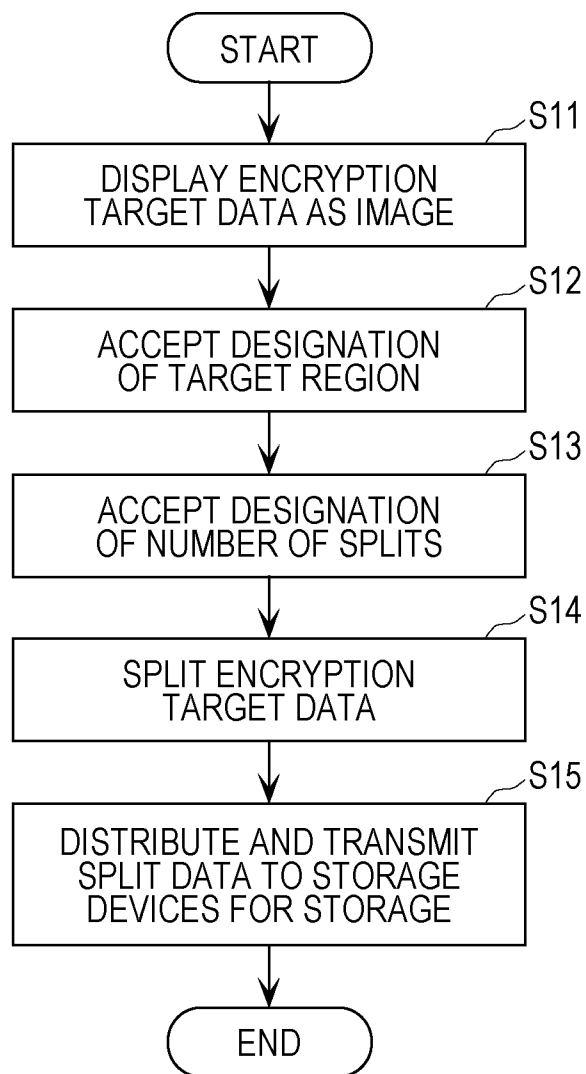 START
S11
DISPLAY ENCRYPTION
TARGET DATA AS IMAGE
S12
ACCEPT DESIGNATION
OF TARGET REGION
S13
ACCEPT DESIGNATION
OF NUMBER OF SPLITS
S14
SPLIT ENCRYPTION
TARGET DATA
S15
DISTRIBUTE AND TRANSMIT
SPLIT DATA TO STORAGE
DEVICES FOR STORAGE
END